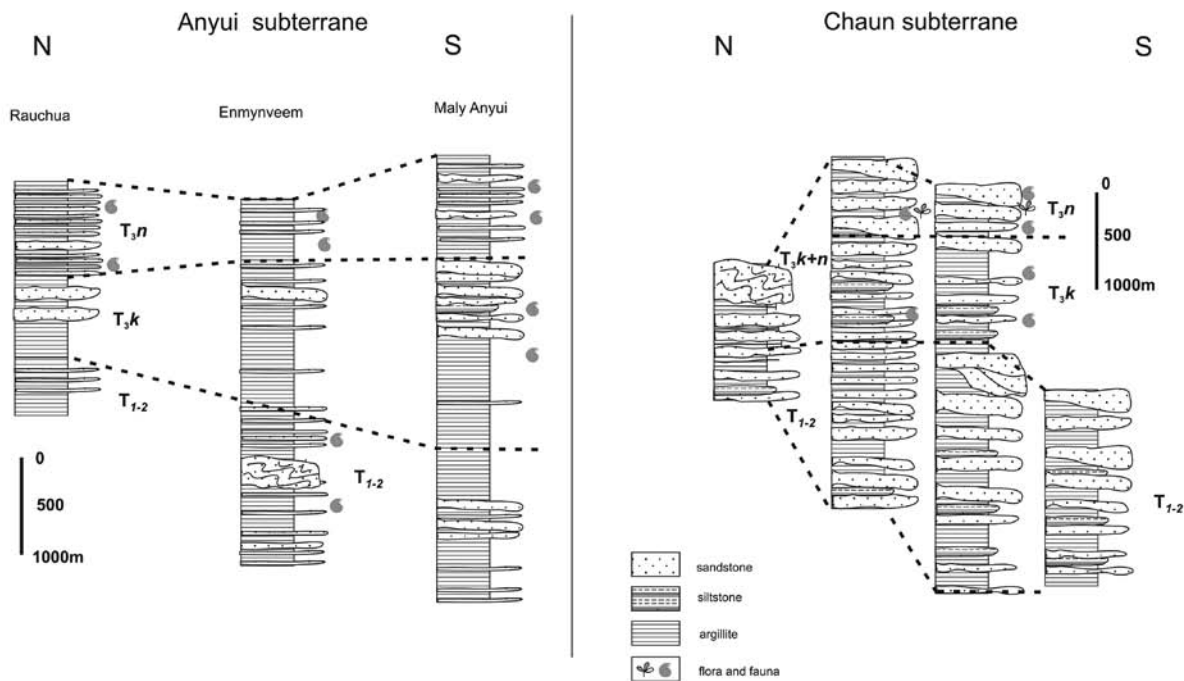 Anyui subterrane
N
S
Rauchua
Enmynveem
Maly Anyui
T3n
T3k
T1-2
T1-2
0
500
1000m
Chaun subterrane
N
S
T3k+n
T1-2
T3n
T3k
T1-2
0
500
1000m
sandstone
siltstone
argillite
flora and fauna